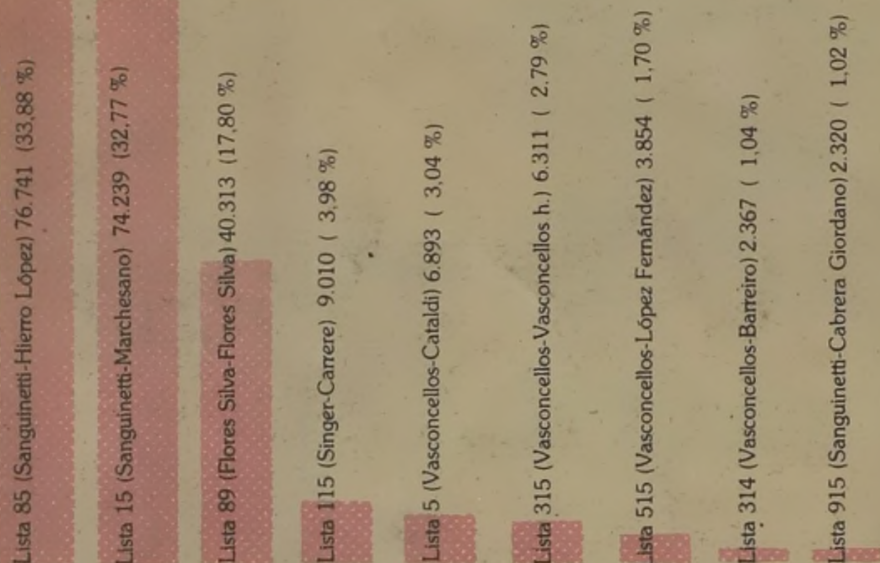 Lista 85 (Sanguinetti-Hierro López) 76.741 (33,88 %)
Lista 15 (Sanguinetti-Marchesano) 74.239 (32,77 %)
Lista 89 (Flores Silva-Flores Silva) 40.313 (17,80 %)
Lista 115 (Singer-Carrere) 9.010 ( 3,98 %)
Lista 5 (Vasconcellos-Cataldi) 6.893 ( 3,04 %)
Lista 315 (Vasconcellos-Vasconcellos h.) 6.311 ( 2,79 %)
Lista 515 (Vasconcellos-López Fernández) 3.854 ( 1,70 %)
Lista 314 (Vasconcellos-Barreiro) 2.367 ( 1,04 %)
Lista 915 (Sanguinetti-Cabrera Giordano) 2.320 ( 1,02 %)